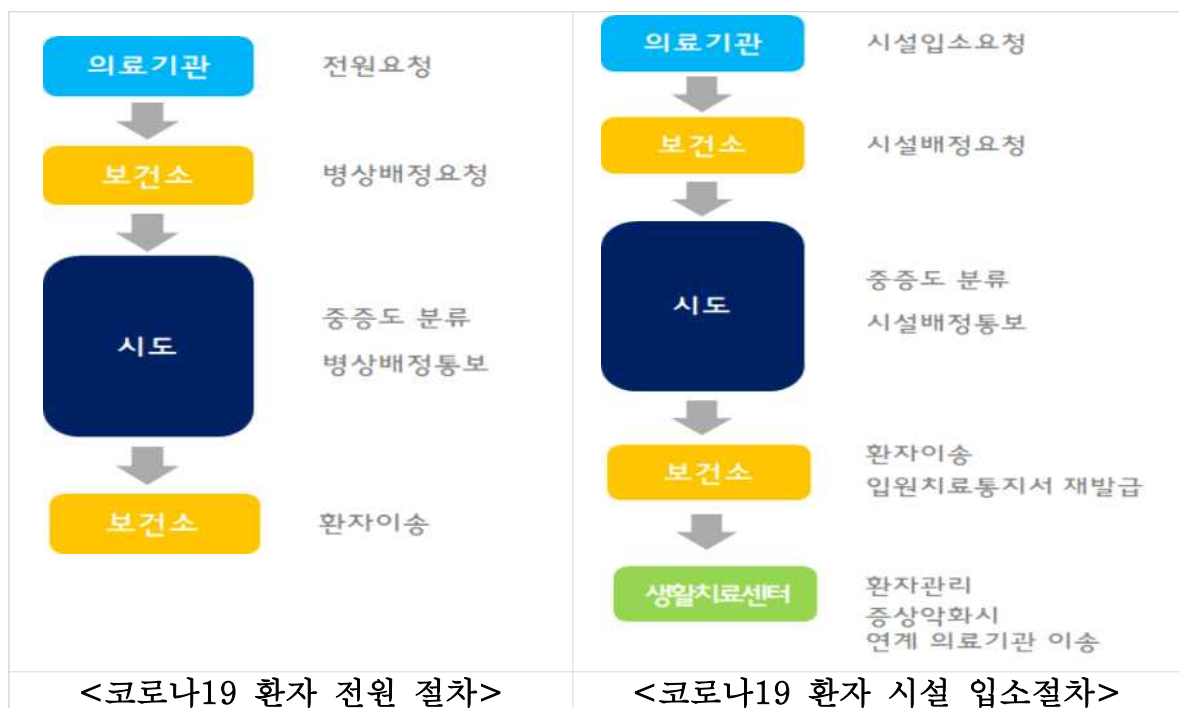 의료기관
전원요청
보건소
병상배정요청
시도
중증도 분류
병상배정통보
보건소
환자이송
<코로나19 환자 전원 절차>
의료기관
시설입소요청
보건소
시설배정요청
시도
중증도 분류
시설배정통보
보건소
환자이송
입원치료통지서 재발급
생활치료센터
환자관리
증상악화시
연계 의료기관 이송
<코로나19 환자 시설 입소절차>